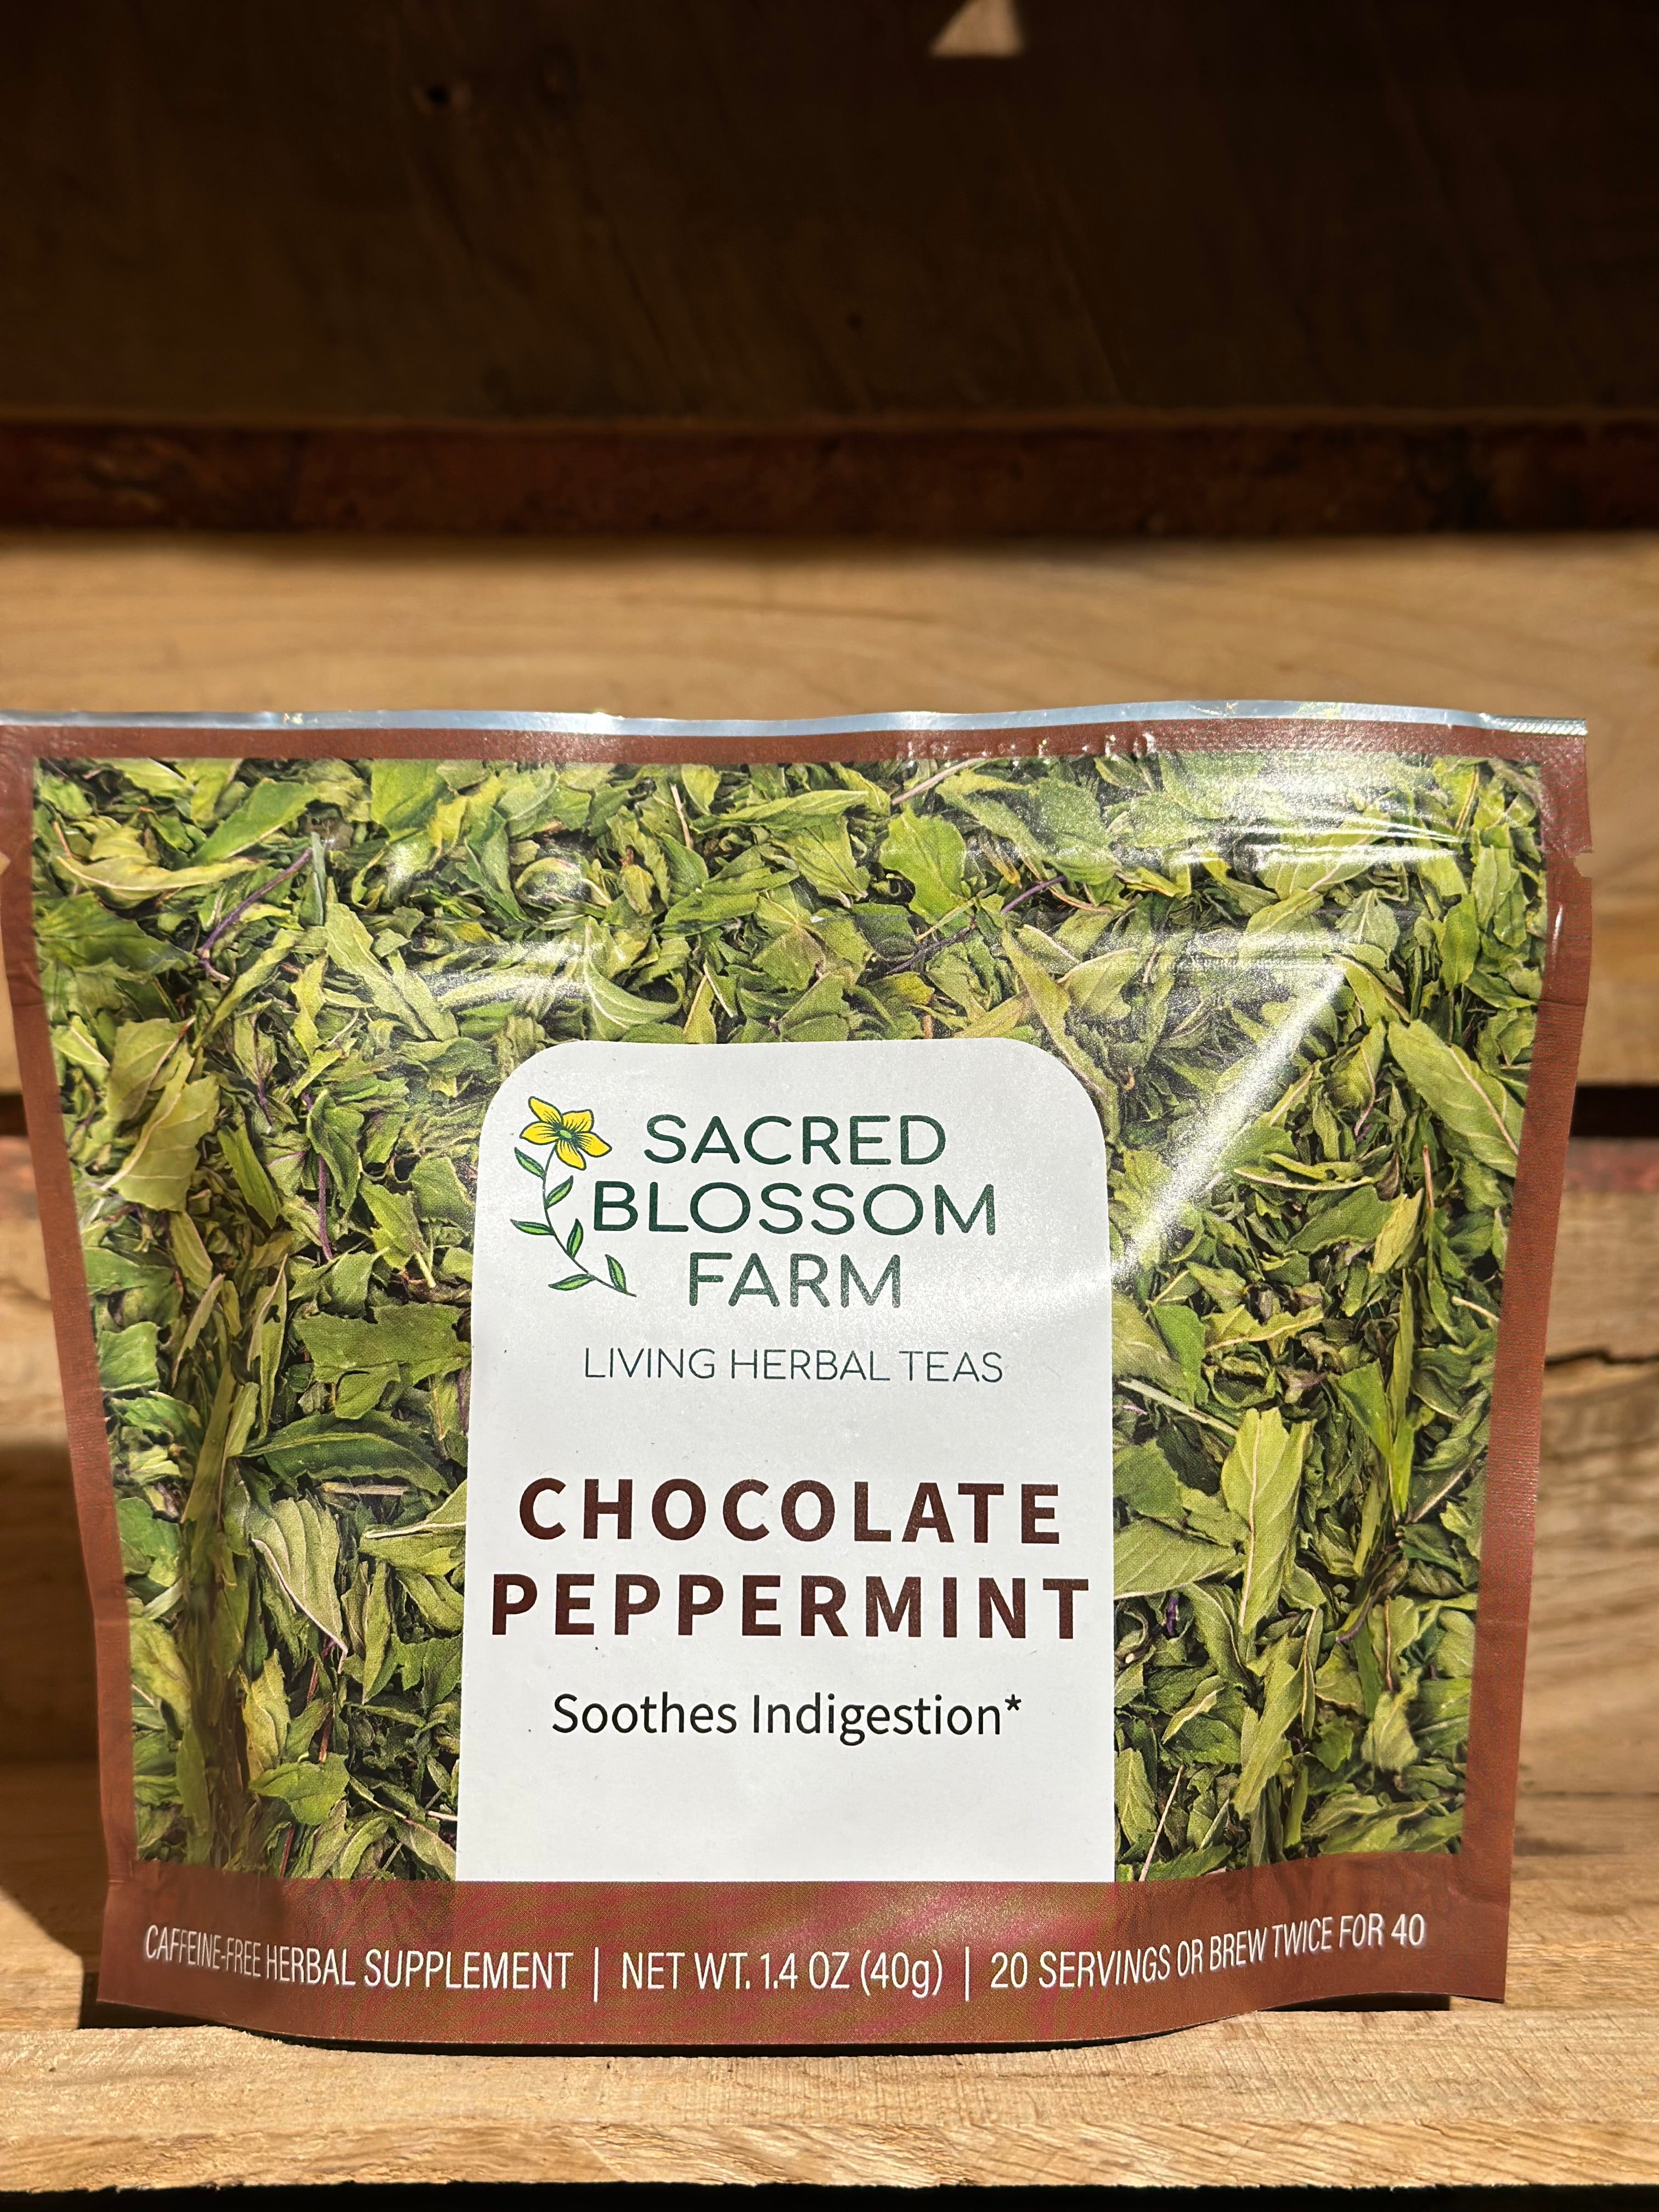 SACRED
BLOSSOM
FARM
LIVING HERBAL TEAS
CHOCOLATE
PEPPERMINT
Soothes Indigestion*
CAFFEINE-FREE HERBAL SUPPLEMENT | NET WT. 1.4 OZ (40g) | 20 SERVINGS OR BREW TWICE FOR 40